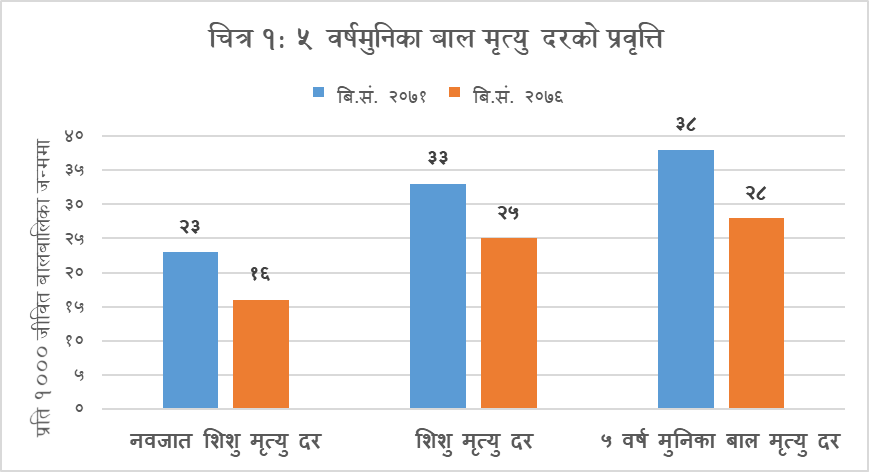 चित्र १: ५ वर्षमुनिका बाल मृत्यु दरको प्रवृत्ति
बि.सं. २०७१ बि.सं. २०७६
प्रति १००० जीवित बालबालिका जन्ममा
४०
३५
३०
२५
२०
१५
१०
५
०
२३
१६
३३
२५
३८
२८
नवजात शिशु मृत्यु दर
शिशु मृत्यु दर
५ वर्ष मुनिका बाल मृत्यु दर